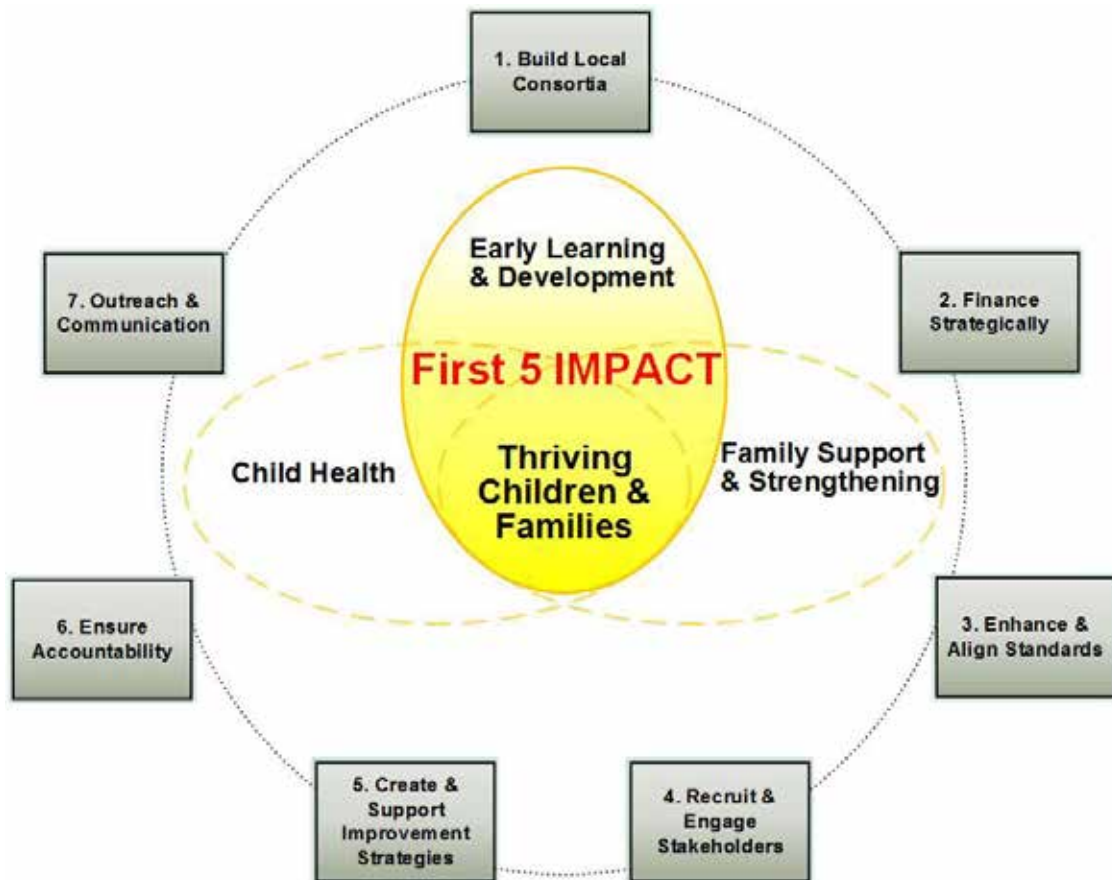 1. Build Local
Consortia
Early Learning
& Development
7. Outreach &
Communication
2. Finance
Strategically
First 5 IMPACT
Child Health
Thriving
Children &
Families
Family Support
& Strengthening
6. Ensure
Accountability
3. Enhance &
Align Standards
5. Create &
Support
Improvement
Strategies
4. Recruit &
Engage
Stakeholders